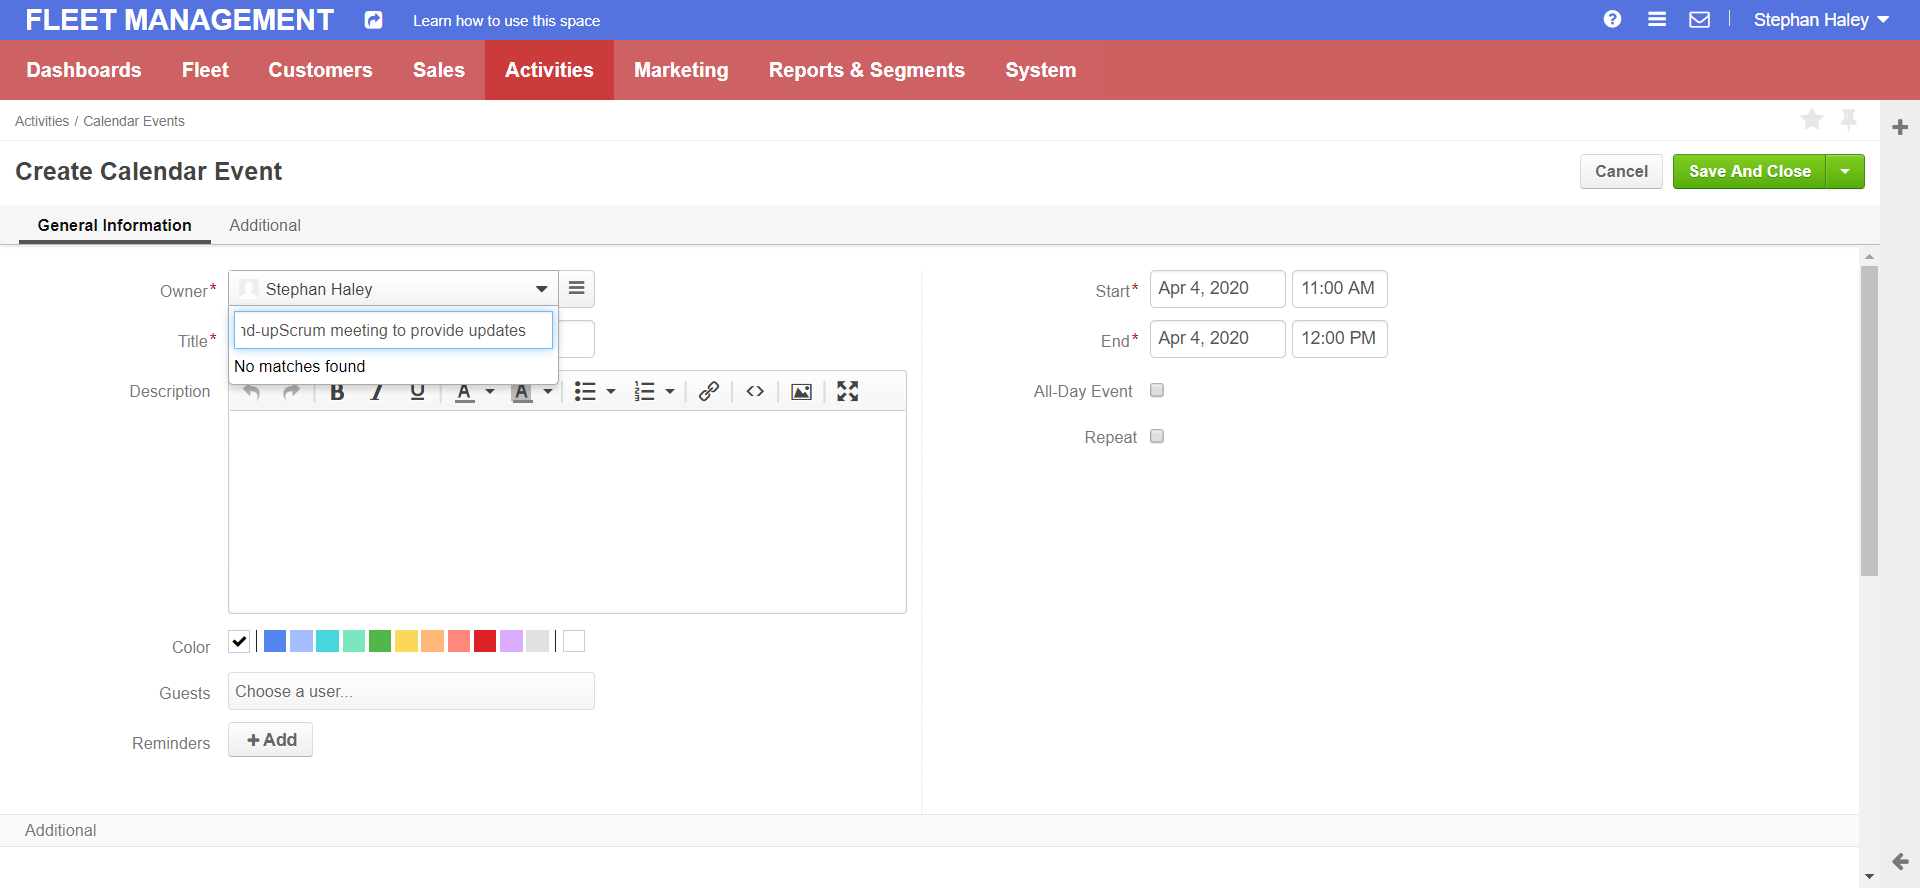 FLEET MANAGEMENT Learn how to use this space Stephan Haley
Dashboards Fleet Customers Sales Activities Marketing Reports & Segments System
Activities / Calendar Events
Create Calendar Event Cancel Save And Close
General Information Additional
Owner* Stephan Haley
nd-upScrum meeting to provide updates
No matches found
Title*
Description B I U A A
Color
Guests Choose a user...
Reminders + Add
Start* Apr 4, 2020 11:00 AM
End* Apr 4, 2020 12:00 PM
All-Day Event
Repeat
Additional